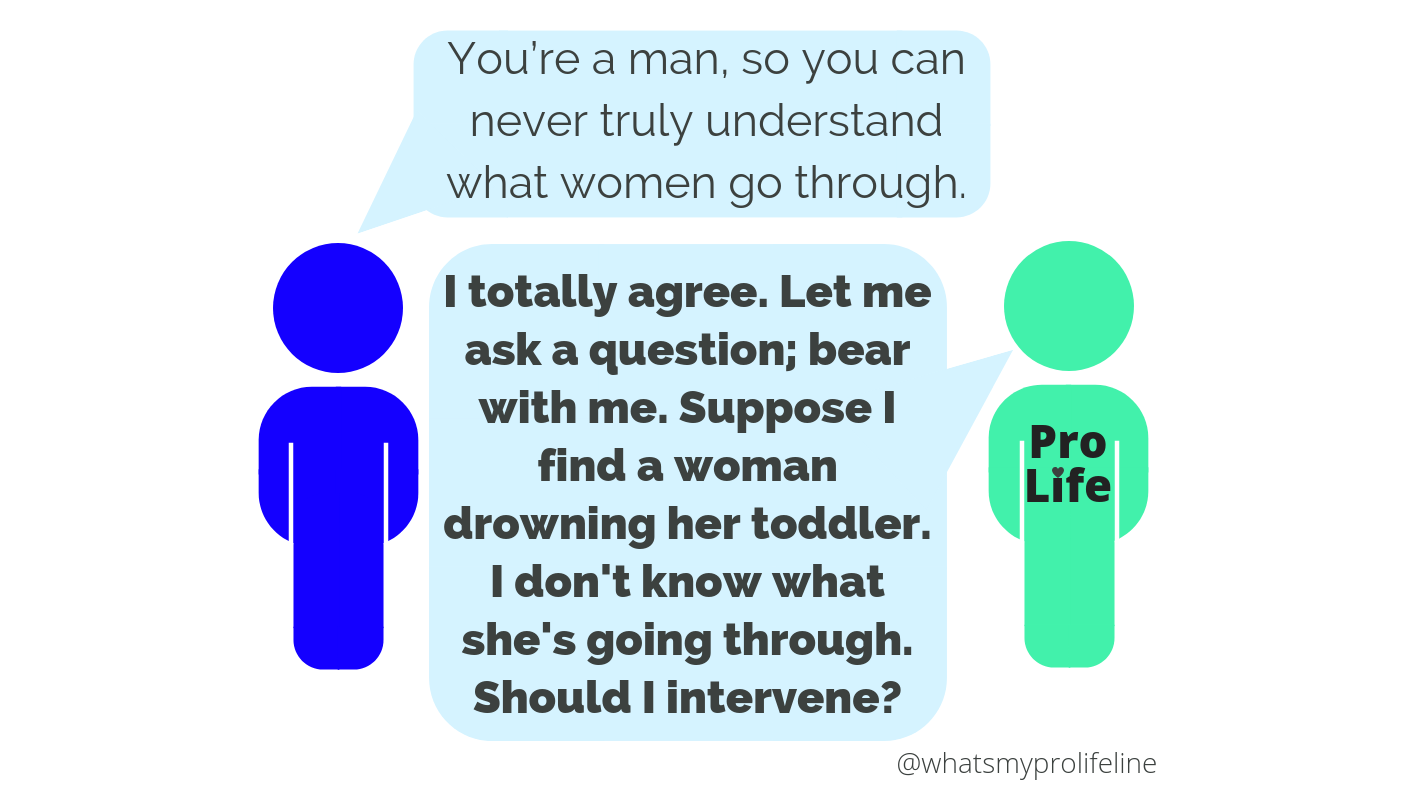 You’re a man, so you can
never truly understand
what women go through.
I totally agree. Let me
ask a question; bear
with me. Suppose I
find a woman
drowning her toddler.
I don't know what
she's going through.
Should I intervene?
Pro
Life
@whatsmyprolifeline